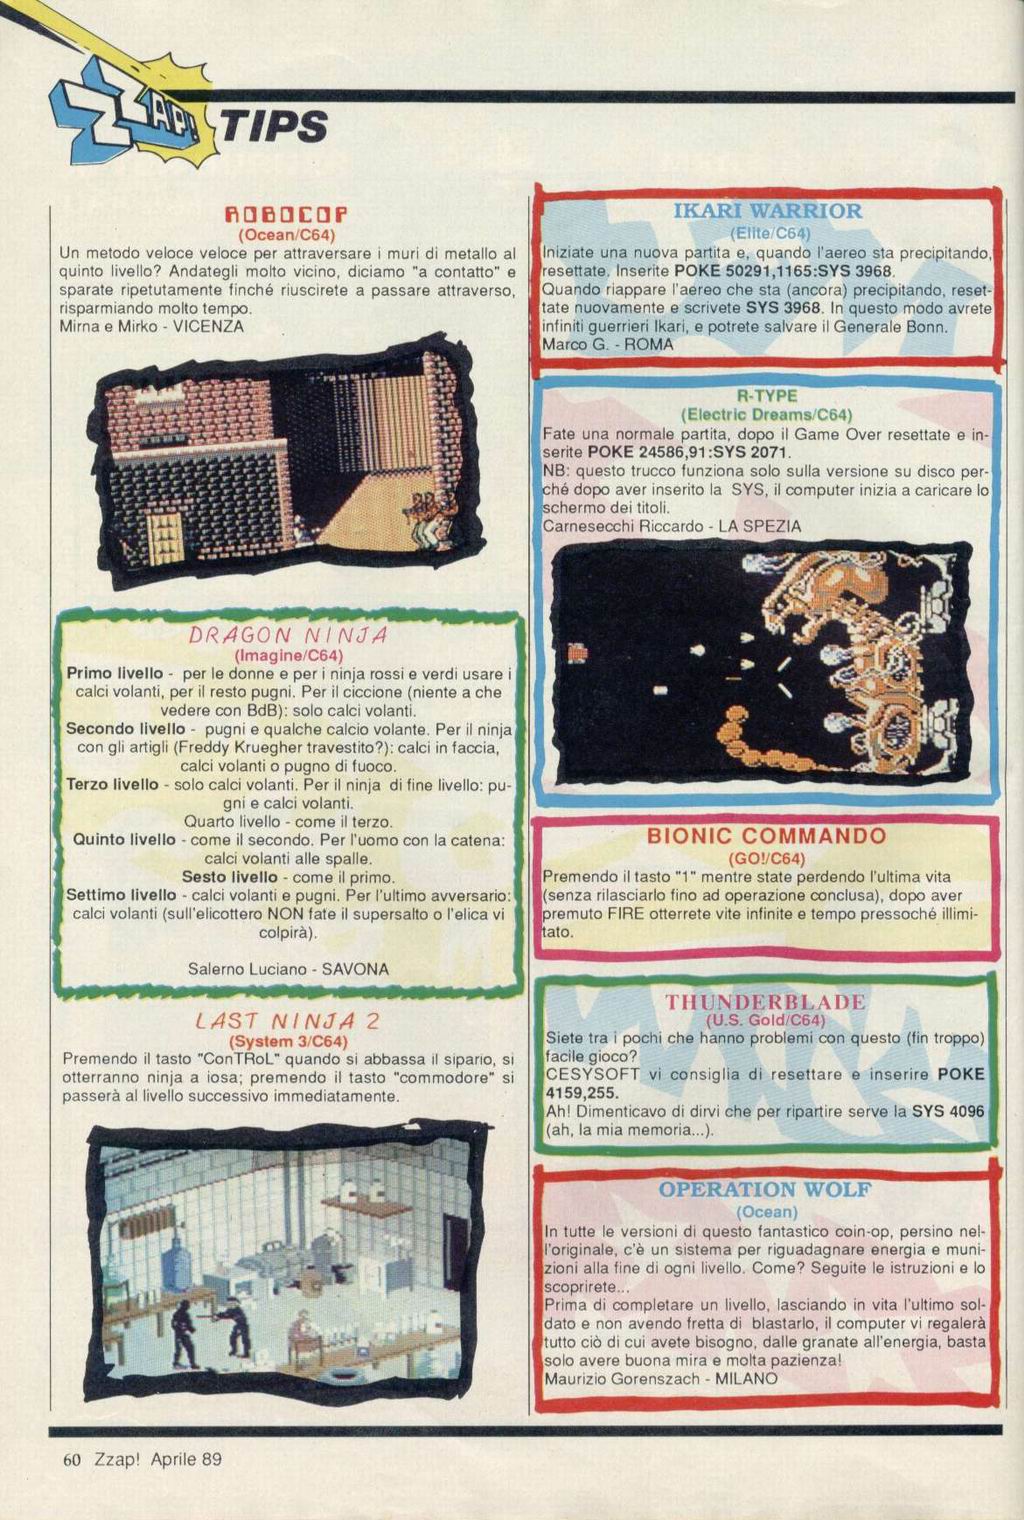 ZZAP!
TIPS
ROBOCOP
(Ocean/C64)
Un metodo veloce veloce per attraversare i muri di metallo al
quinto livello? Andategli molto vicino, diciamo "a contatto" e
sparate ripetutamente finché riuscirete a passare attraverso,
risparmiando molto tempo.
Mirna e Mirko - VICENZA
DRAGON NINJA
(Imagine/C64)
Primo livello - per le donne e per i ninja rossi e verdi usare i
calci volanti, per il resto pugni. Per il ciccione (niente a che
vedere con BdB): solo calci volanti.
Secondo livello - pugni e qualche calcio volante. Per il ninja
con gli artigli (Freddy Kruegher travestito?): calci in faccia,
calci volanti o pugno di fuoco.
Terzo livello - solo calci volanti. Per il ninja di fine livello: pu-
gni e calci volanti.
Quarto livello - come il terzo.
Quinto livello - come il secondo. Per l'uomo con la catena:
calci volanti alle spalle.
Sesto livello - come il primo.
Settimo livello - calci volanti e pugni. Per l'ultimo avversario:
calci volanti (sull'elicottero NON fate il supersalto o l'elica vi
colpirà).
Salerno Luciano - SAVONA
LAST NINJA 2
(System 3/C64)
Premendo il tasto "ConTRoL" quando si abbassa il sipario, si
otterranno ninja a iosa; premendo il tasto "commodore" si
passerà al livello successivo immediatamente.
IKARI WARRIOR
(Elite/C64)
Iniziate una nuova partita e, quando l'aereo sta precipitando,
resettate. Inserite POKE 50291,1165:SYS 3968.
Quando riappare l'aereo che sta (ancora) precipitando, reset-
tate nuovamente e scrivete SYS 3968. In questo modo avrete
infiniti guerrieri Ikari, e potrete salvare il Generale Bonn.
Marco G. - ROMA
R-TYPE
(Electric Dreams/C64)
Fate una normale partita, dopo il Game Over resettate e in-
serite POKE 24586,91:SYS 2071.
NB: questo trucco funziona solo sulla versione su disco per-
ché dopo aver inserito la SYS, il computer inizia a caricare lo
schermo dei titoli.
Carnesecchi Riccardo - LA SPEZIA
BIONIC COMMANDO
(GO!/C64)
Premendo il tasto "1" mentre state perdendo l'ultima vita
(senza rilasciarlo fino ad operazione conclusa), dopo aver
premuto FIRE otterrete vite infinite e tempo pressoché illimi-
tato.
THUNDERBLADE
(U.S. Gold/C64)
Siete tra i pochi che hanno problemi con questo (fin troppo)
facile gioco?
CESYSOFT vi consiglia di resettare e inserire POKE
4159,255.
Ah! Dimenticavo di dirvi che per ripartire serve la SYS 4096
(ah, la mia memoria...).
OPERATION WOLF
(Ocean)
In tutte le versioni di questo fantastico coin-op, persino nel-
l'originale, c'è un sistema per riguadagnare energia e muni-
zioni alla fine di ogni livello. Come? Seguite le istruzioni e lo
scoprirete...
Prima di completare un livello, lasciando in vita l'ultimo sol-
dato e non avendo fretta di blastarlo, il computer vi regalerà
tutto ciò di cui avete bisogno, dalle granate all'energia, basta
solo avere buona mira e molta pazienza!
Maurizio Gorenszach - MILANO
60 Zzap! Aprile 89